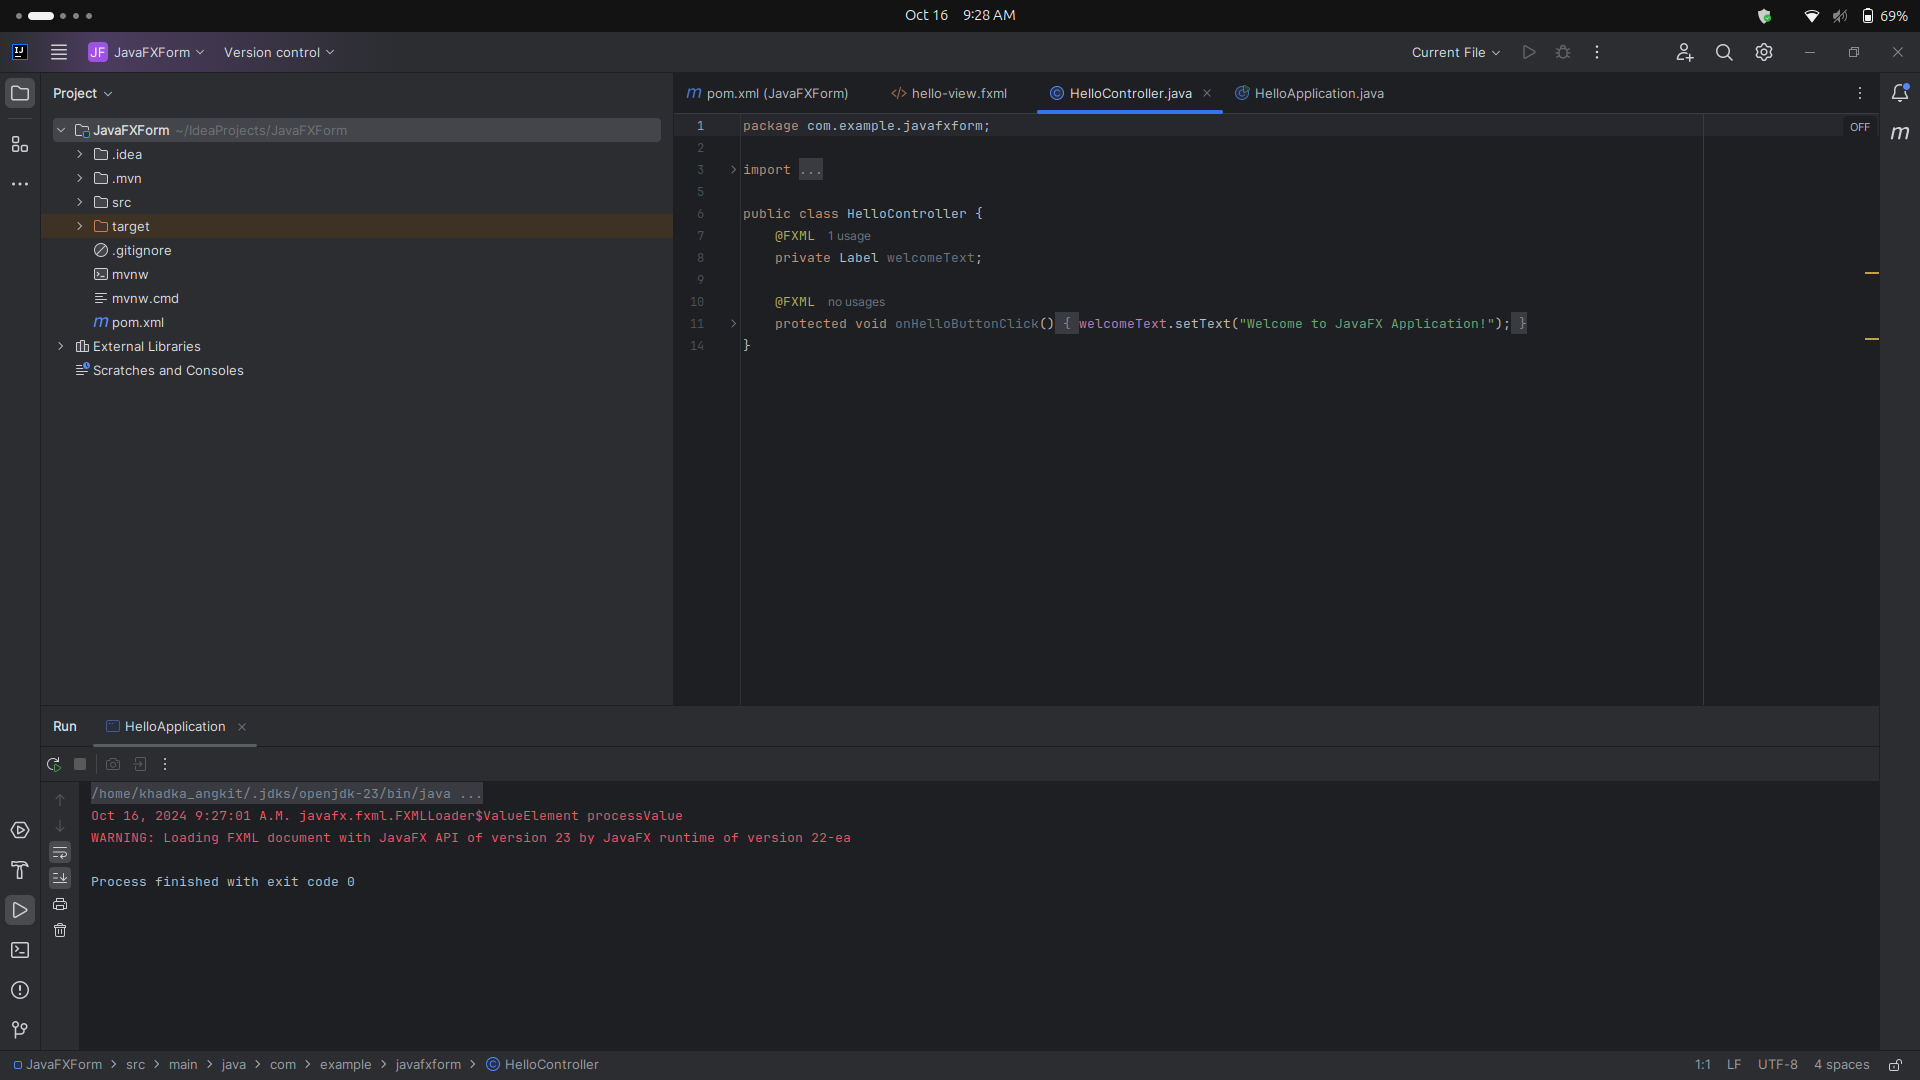 Oct 16 9:28 AM
69%
JF JavaFXForm Version control
Current File
Project
pom.xml (JavaFXForm)
hello-view.fxml
HelloController.java
HelloApplication.java
JavaFXForm ~/IdeaProjects/JavaFXForm
.idea
.mvn
src
target
.gitignore
mvnw
mvnw.cmd
pom.xml
External Libraries
Scratches and Consoles
1 package com.example.javafxform;
OFF
2
3 import ...
5
6 public class HelloController {
7 @FXML 1 usage
8 private Label welcomeText;
9
10 @FXML no usages
11 protected void onHelloButtonClick() { welcomeText.setText("Welcome to JavaFX Application!"); }
14 }
Run HelloApplication
/home/khadka_angkit/.jdks/openjdk-23/bin/java ...
Oct 16, 2024 9:27:01 A.M. javafx.fxml.FXMLLoader$ValueElement processValue
WARNING: Loading FXML document with JavaFX API of version 23 by JavaFX runtime of version 22-ea
Process finished with exit code 0
JavaFXForm > src > main > java > com > example > javafxform > HelloController
1:1 LF UTF-8 4 spaces